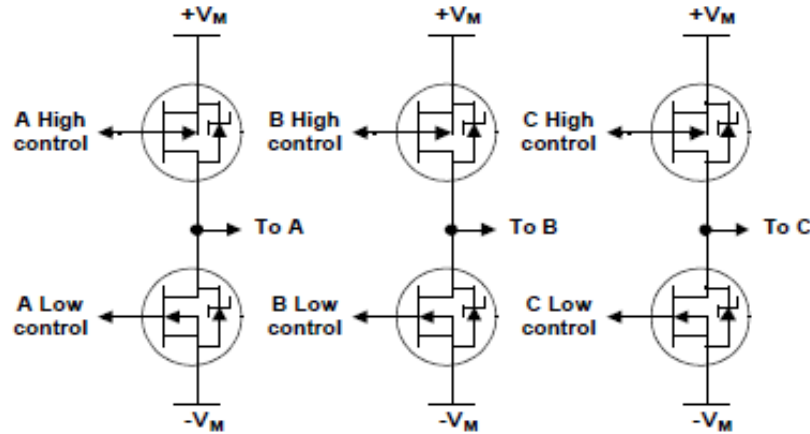 +VM +VM +VM
A High control
B High control
C High control
To A
To B
To C
A Low control
B Low control
C Low control
-VM -VM -VM